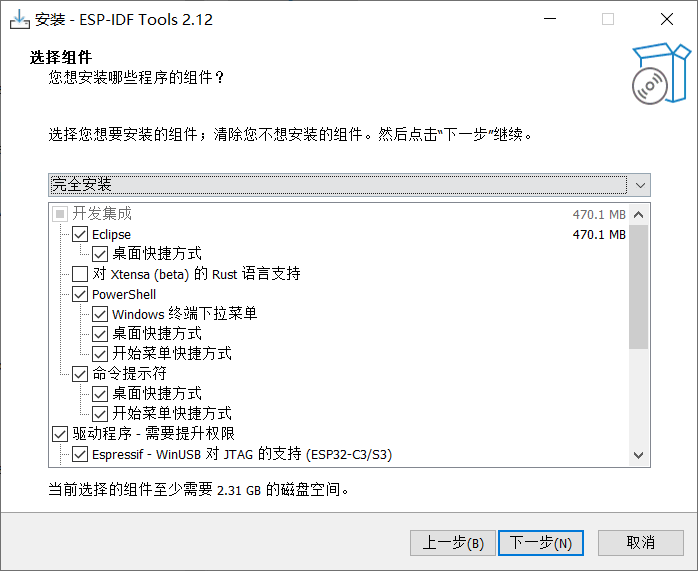 安装 - ESP-IDF Tools 2.12
选择组件
您想安装哪些程序的组件？
选择您想要安装的组件；清除您不想安装的组件。然后点击“下一步”继续。
完全安装
开发集成 470.1 MB
Eclipse 470.1 MB
桌面快捷方式
对 Xtensa (beta) 的 Rust 语言支持
PowerShell
Windows 终端下拉菜单
桌面快捷方式
开始菜单快捷方式
命令提示符
桌面快捷方式
开始菜单快捷方式
驱动程序 - 需要提升权限
Espressif - WinUSB 对 JTAG 的支持 (ESP32-C3/S3)
当前选择的组件至少需要 2.31 GB 的磁盘空间。
上一步(B) 下一步(N) 取消